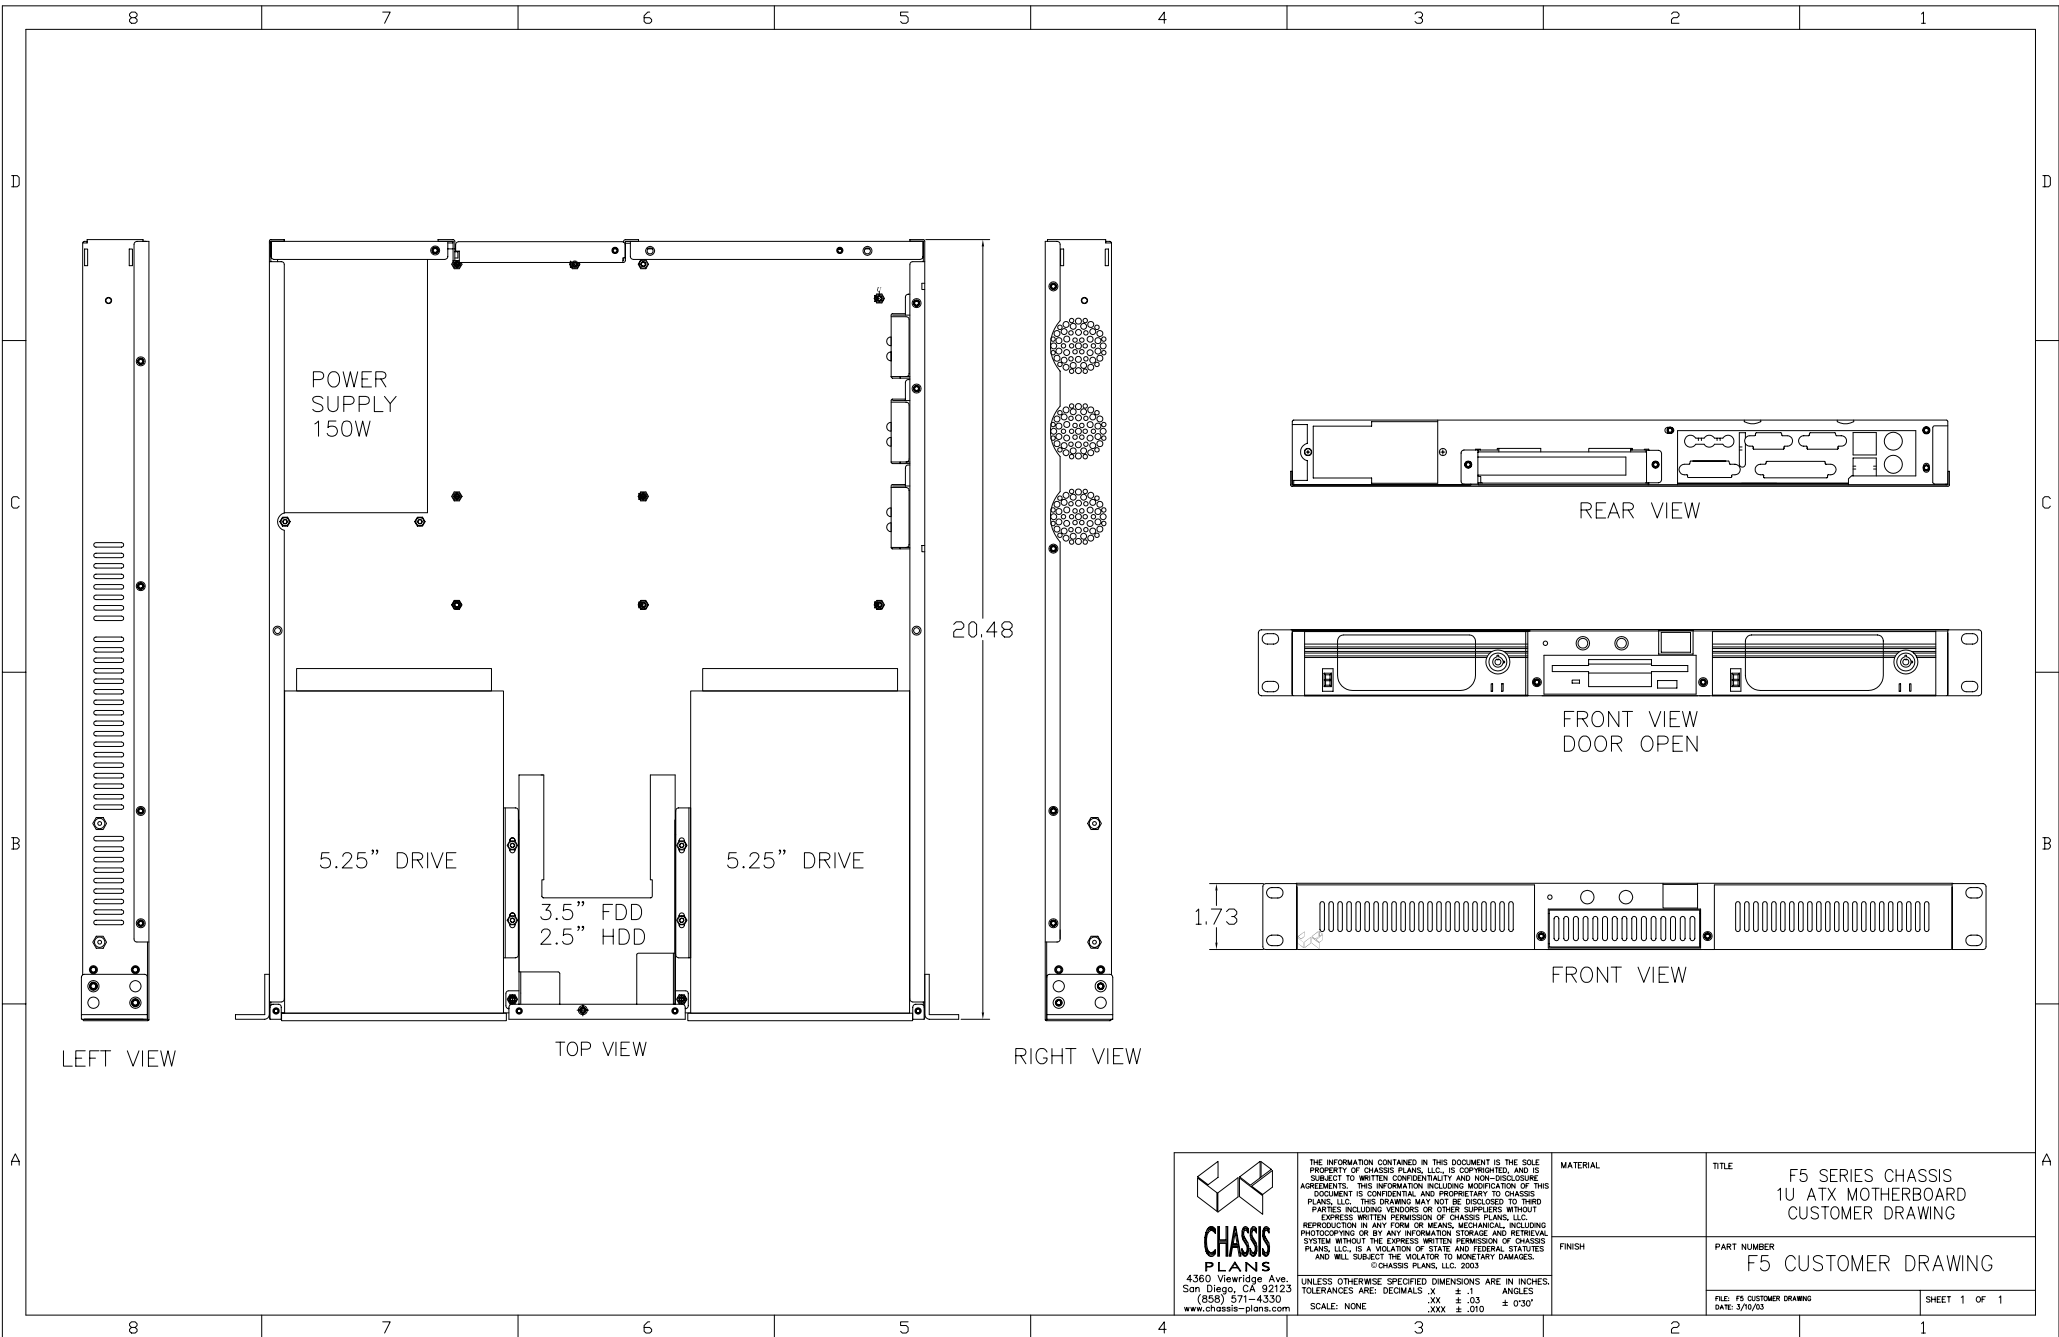 8 7 6 5 4 3 2 1
D D
C C
B B
A A
POWER
SUPPLY
150W
20.48
5.25” DRIVE
5.25” DRIVE
3.5” FDD
2.5” HDD
LEFT VIEW
TOP VIEW
RIGHT VIEW
REAR VIEW
FRONT VIEW
DOOR OPEN
1.73
FRONT VIEW
CHASSIS
PLANS
4360 Viewridge Ave.
San Diego, CA 92123
(858) 571-4330
www.chassis-plans.com
THE INFORMATION CONTAINED IN THIS DOCUMENT IS THE SOLE
PROPERTY OF CHASSIS PLANS, LLC., IS COPYRIGHTED, AND IS
SUBJECT TO WRITTEN CONFIDENTIALITY AND NON-DISCLOSURE
AGREEMENTS. THIS INFORMATION INCLUDING MODIFICATION OF THIS
DOCUMENT IS CONFIDENTIAL AND PROPRIETARY TO CHASSIS
PLANS, LLC. THIS DRAWING MAY NOT BE DISCLOSED TO THIRD
PARTIES INCLUDING VENDORS OR OTHER SUPPLIERS WITHOUT
EXPRESS WRITTEN PERMISSION OF CHASSIS PLANS, LLC.
REPRODUCTION IN ANY FORM OR MEANS, MECHANICAL, INCLUDING
PHOTOCOPYING OR BY ANY INFORMATION STORAGE AND RETRIEVAL
SYSTEM WITHOUT THE EXPRESS WRITTEN PERMISSION OF CHASSIS
PLANS, LLC., IS A VIOLATION OF STATE AND FEDERAL STATUTES
AND WILL SUBJECT THE VIOLATOR TO MONETARY DAMAGES.
©CHASSIS PLANS, LLC. 2003
UNLESS OTHERWISE SPECIFIED DIMENSIONS ARE IN INCHES.
TOLERANCES ARE: DECIMALS .X ± .1 ANGLES
.XX ± .03 ± 0°30'
SCALE: NONE .XXX ± .010
MATERIAL
FINISH
TITLE
F5 SERIES CHASSIS
1U ATX MOTHERBOARD
CUSTOMER DRAWING
PART NUMBER
F5 CUSTOMER DRAWING
FILE: F5 CUSTOMER DRAWING
DATE: 3/10/03
SHEET 1 OF 1
8 7 6 5 4 3 2 1